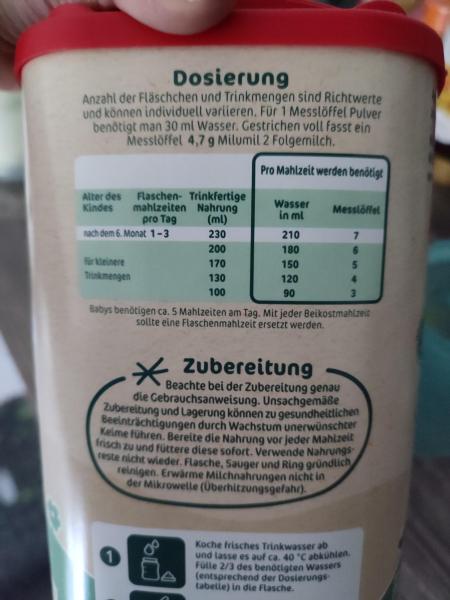 Dosierung
Anzahl der Fläschchen und Trinkmengen sind Richtwerte
und können individuell variieren. Für 1 Messlöffel Pulver
benötigt man 30 ml Wasser. Gestrichen voll fasst ein
Messlöffel 4,7 g Milumil 2 Folgemilch.
Pro Mahlzeit werden benötigt
Alter des Flaschen- Trinkfertige Wasser Messlöffel
Kindes mahlzeiten Nahrung in ml
pro Tag (ml)
nach dem 6. Monat 1-3 230 210 7
200 180 6
für kleinere 170 150 5
Trinkmengen 130 120 4
100 90 3
Babys benötigen ca. 5 Mahlzeiten am Tag. Mit jeder Beikostmahlzeit
sollte eine Flaschenmahlzeit ersetzt werden.
Zubereitung
Beachte bei der Zubereitung genau
die Gebrauchsanweisung. Unsachgemäße
Zubereitung und Lagerung können zu gesundheitlichen
Beeinträchtigungen durch Wachstum unerwünschter
Keime führen. Bereite die Nahrung vor jeder Mahlzeit
frisch zu und füttere diese sofort. Verwende Nahrungs-
reste nicht wieder. Flasche, Sauger und Ring gründlich
reinigen. Erwärme Milchnahrungen nicht in
der Mikrowelle (Überhitzungsgefahr).
1
Koche frisches Trinkwasser ab
und lasse es auf ca. 40 °C abkühlen.
Fülle 2/3 des benötigten Wassers
(entsprechend der Dosierungs-
tabelle) in die Flasche.